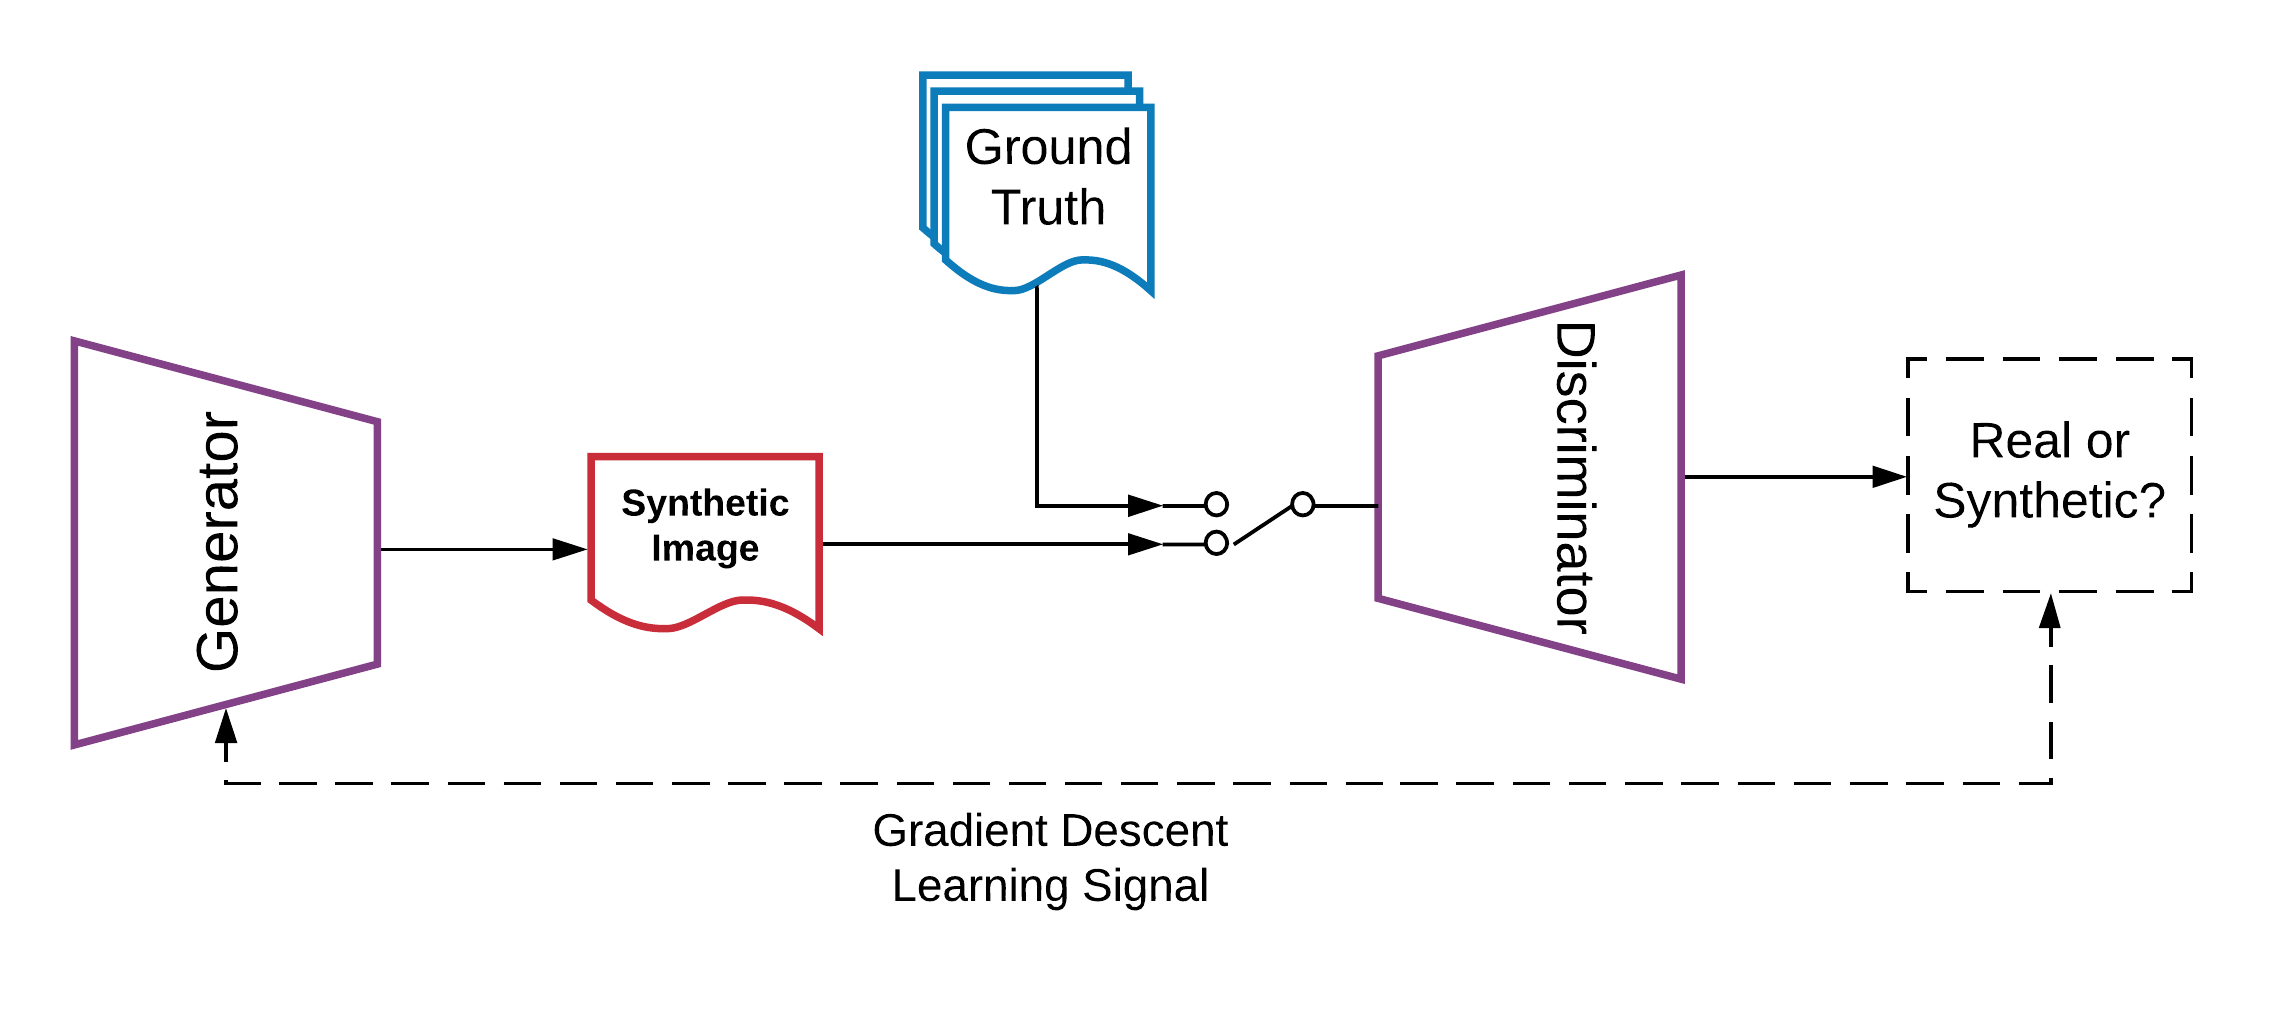 Ground
Truth
Generator
Synthetic
Image
Discriminator
Real or
Synthetic?
Gradient Descent
Learning Signal